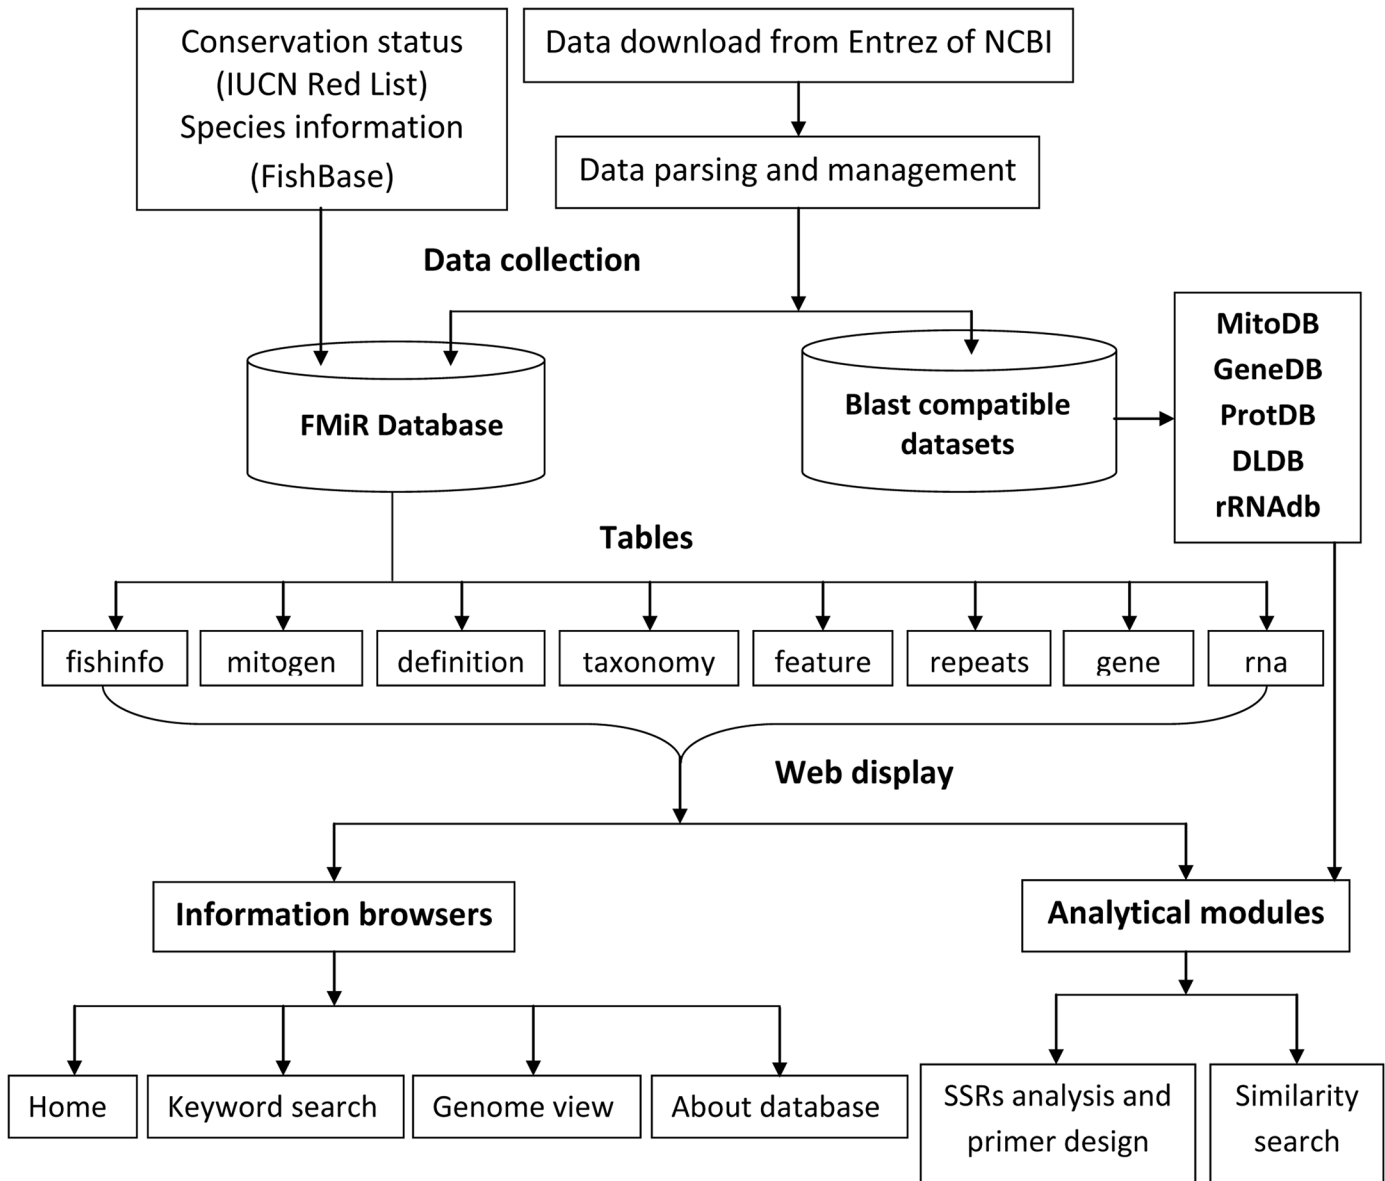 Conservation status
(IUCN Red List)
Species information
(FishBase)
Data download from Entrez of NCBI
Data parsing and management
Data collection
FMiR Database
Blast compatible
datasets
MitoDB
GeneDB
ProtDB
DLDB
rRNAdb
Tables
fishinfo
mitogen
definition
taxonomy
feature
repeats
gene
rna
Web display
Information browsers
Analytical modules
Home
Keyword search
Genome view
About database
SSRs analysis and
primer design
Similarity
search